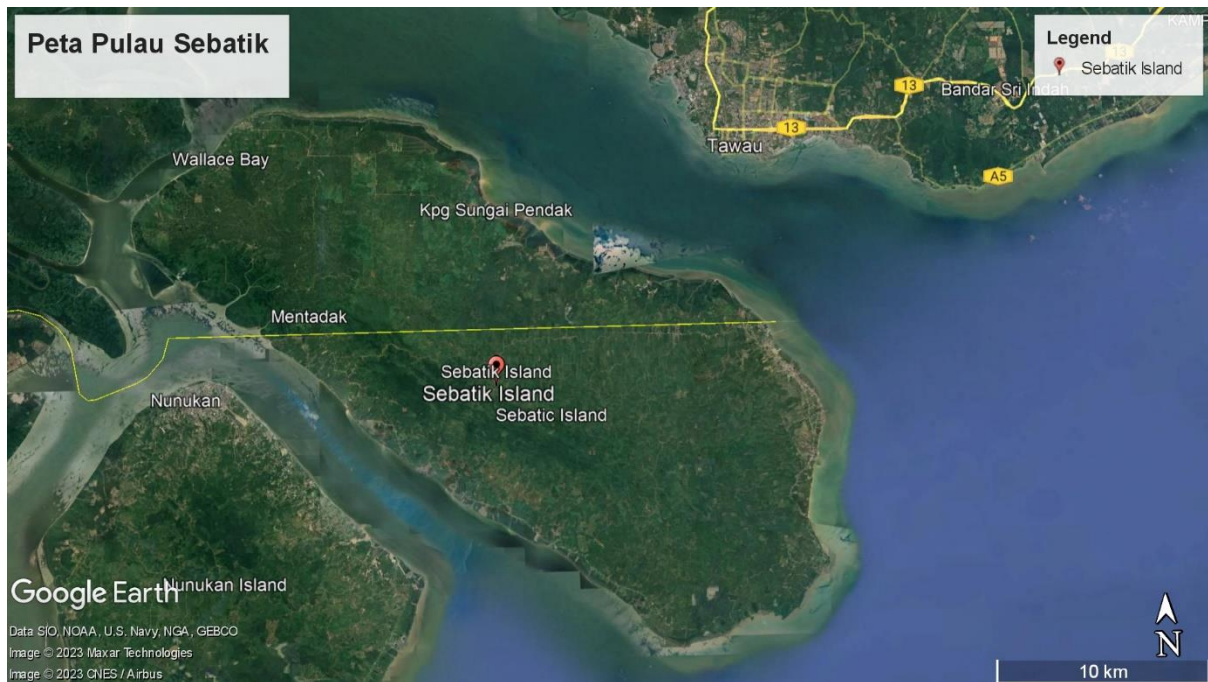 Peta Pulau Sebatik
Legend
Sebatik Island
KAMP
13
13
Bandar Sri Indah
13
Tawau
A5
Wallace Bay
Kpg Sungai Pendak
Mentadak
Sebatik Island
Sebatik Island
Sebatic Island
Nunukan
Nunukan Island
Google Earth
Data SIO, NOAA, U.S. Navy, NGA, GEBCO
Image © 2023 Maxar Technologies
Image © 2023 CNES / Airbus
N
10 km